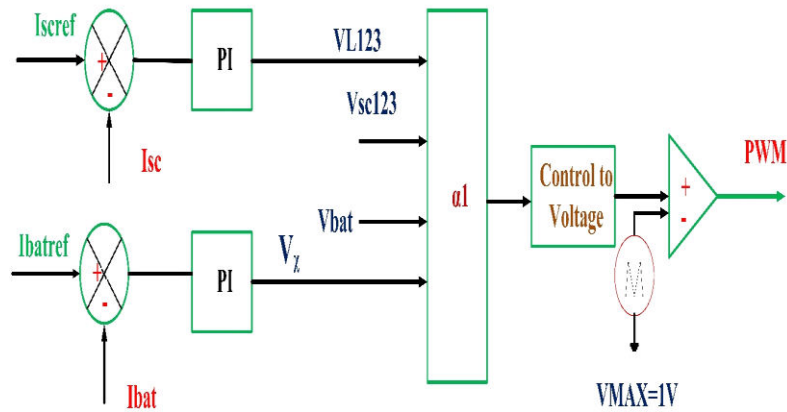 Iscref
+
-
Isc
PI
VL123
Vsc123
Vbat
Ibatref
+
-
Ibat
PI
Vχ
α1
Control to
Voltage
+
-
PWM
M
VMAX=1V